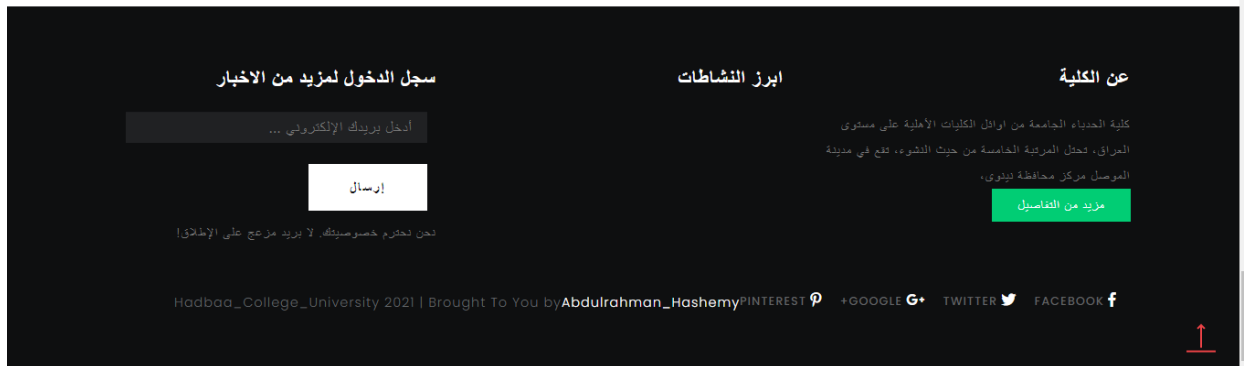 عن الكلية
كلية الحدباء الجامعة من اوائل الكليات الأهلية على مستوى
العراق، تحتل المرتبة الخامسة من حيث النشوء، تقع في مدينة
الموصل مركز محافظة نينوى،
مزيد من التفاصيل
ابرز النشاطات
سجل الدخول لمزيد من الاخبار
أدخل بريدك الإلكتروني ...
إرسال
نحن نحترم خصوصيتك. لا بريد مزعج على الإطلاق!
FACEBOOK TWITTER +GOOGLE PINTEREST
Hadbaa_College_University 2021 | Brought To You byAbdulrahman_Hashemy